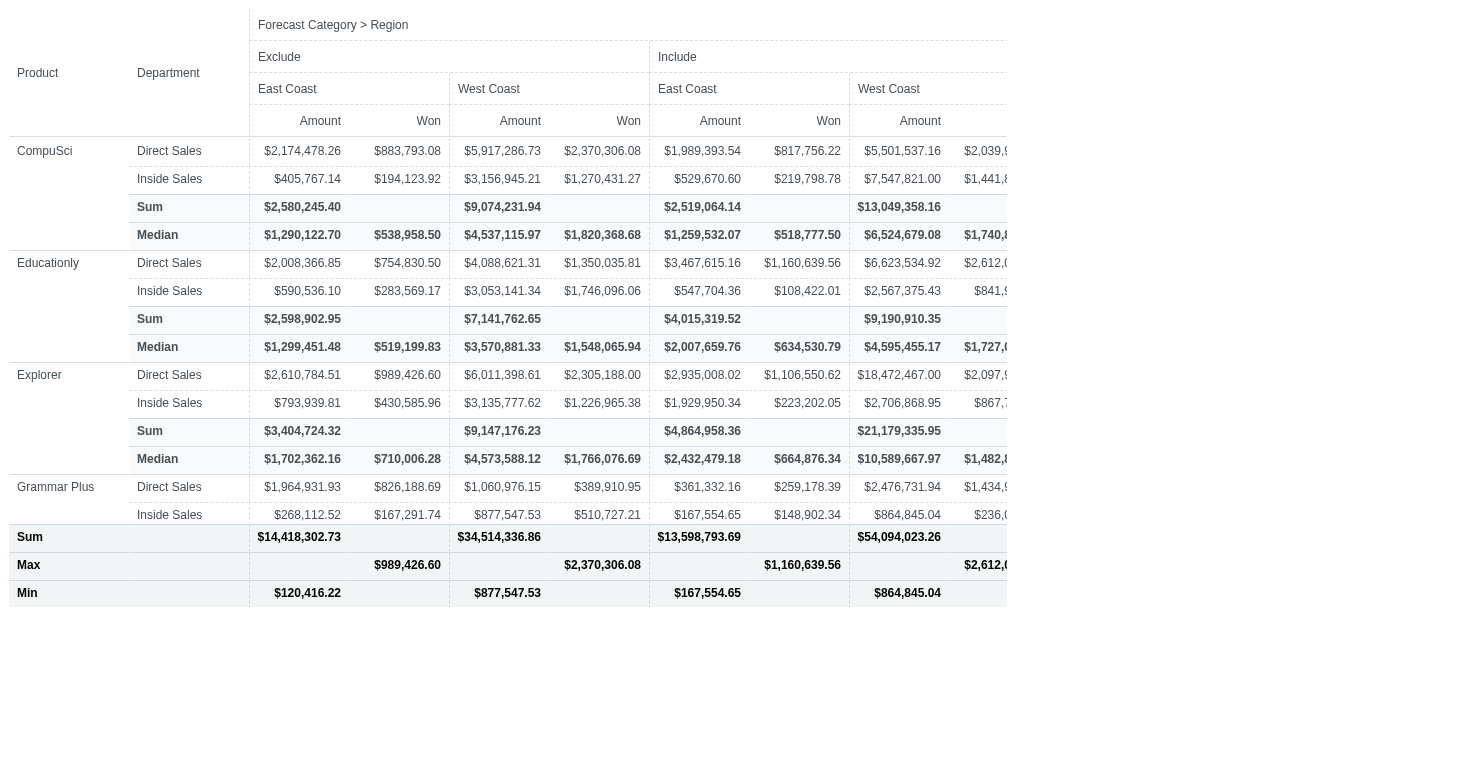 Forecast Category > Region
Exclude Include
Product Department
East Coast West Coast East Coast West Coast
Amount Won Amount Won Amount Won Amount
CompuSci Direct Sales $2,174,478.26 $883,793.08 $5,917,286.73 $2,370,306.08 $1,989,393.54 $817,756.22 $5,501,537.16 $2,039,9
Inside Sales $405,767.14 $194,123.92 $3,156,945.21 $1,270,431.27 $529,670.60 $219,798.78 $7,547,821.00 $1,441,8
Sum $2,580,245.40 $9,074,231.94 $2,519,064.14 $13,049,358.16
Median $1,290,122.70 $538,958.50 $4,537,115.97 $1,820,368.68 $1,259,532.07 $518,777.50 $6,524,679.08 $1,740,8
Educationly Direct Sales $2,008,366.85 $754,830.50 $4,088,621.31 $1,350,035.81 $3,467,615.16 $1,160,639.56 $6,623,534.92 $2,612,0
Inside Sales $590,536.10 $283,569.17 $3,053,141.34 $1,746,096.06 $547,704.36 $108,422.01 $2,567,375.43 $841,9
Sum $2,598,902.95 $7,141,762.65 $4,015,319.52 $9,190,910.35
Median $1,299,451.48 $519,199.83 $3,570,881.33 $1,548,065.94 $2,007,659.76 $634,530.79 $4,595,455.17 $1,727,0
Explorer Direct Sales $2,610,784.51 $989,426.60 $6,011,398.61 $2,305,188.00 $2,935,008.02 $1,106,550.62 $18,472,467.00 $2,097,9
Inside Sales $793,939.81 $430,585.96 $3,135,777.62 $1,226,965.38 $1,929,950.34 $223,202.05 $2,706,868.95 $867,7
Sum $3,404,724.32 $9,147,176.23 $4,864,958.36 $21,179,335.95
Median $1,702,362.16 $710,006.28 $4,573,588.12 $1,766,076.69 $2,432,479.18 $664,876.34 $10,589,667.97 $1,482,8
Grammar Plus Direct Sales $1,964,931.93 $826,188.69 $1,060,976.15 $389,910.95 $361,332.16 $259,178.39 $2,476,731.94 $1,434,9
Inside Sales $268,112.52 $167,291.74 $877,547.53 $510,727.21 $167,554.65 $148,902.34 $864,845.04 $236,0
Sum $14,418,302.73 $34,514,336.86 $13,598,793.69 $54,094,023.26
Max $989,426.60 $2,370,306.08 $1,160,639.56 $2,612,0
Min $120,416.22 $877,547.53 $167,554.65 $864,845.04